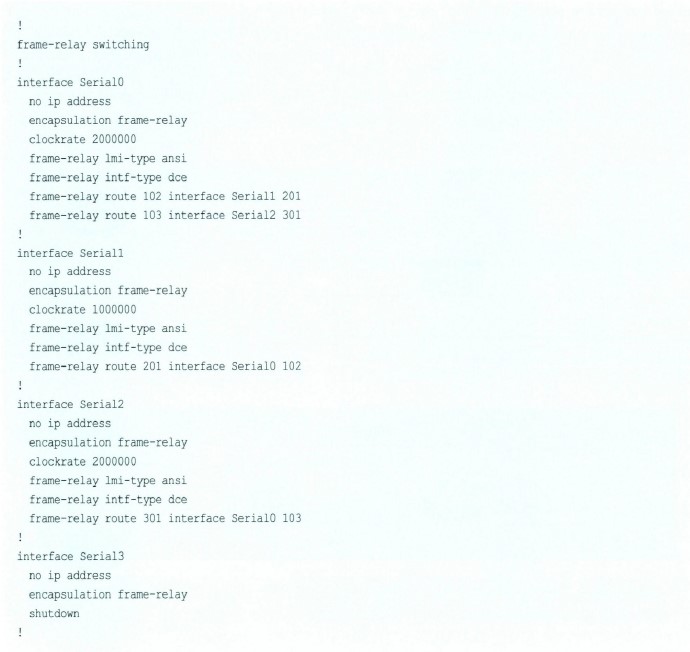 !
frame-relay switching
!
interface Serial0
  no ip address
  encapsulation frame-relay
  clockrate 2000000
  frame-relay lmi-type ansi
  frame-relay intf-type dce
  frame-relay route 102 interface Serial1 201
  frame-relay route 103 interface Serial2 301
!
interface Serial1
  no ip address
  encapsulation frame-relay
  clockrate 1000000
  frame-relay lmi-type ansi
  frame-relay intf-type dce
  frame-relay route 201 interface Serial0 102
!
interface Serial2
  no ip address
  encapsulation frame-relay
  clockrate 2000000
  frame-relay lmi-type ansi
  frame-relay intf-type dce
  frame-relay route 301 interface Serial0 103
!
interface Serial3
  no ip address
  encapsulation frame-relay
  shutdown
!